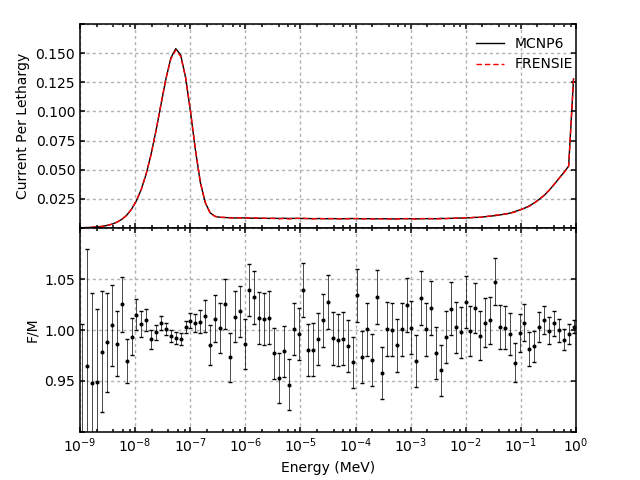 MCNP6
FRENSIE
Current Per Lethargy
0.150
0.125
0.100
0.075
0.050
0.025
F/M
1.05
1.00
0.95
10⁻⁹ 10⁻⁸ 10⁻⁷ 10⁻⁶ 10⁻⁵ 10⁻⁴ 10⁻³ 10⁻² 10⁻¹ 10⁰
Energy (MeV)